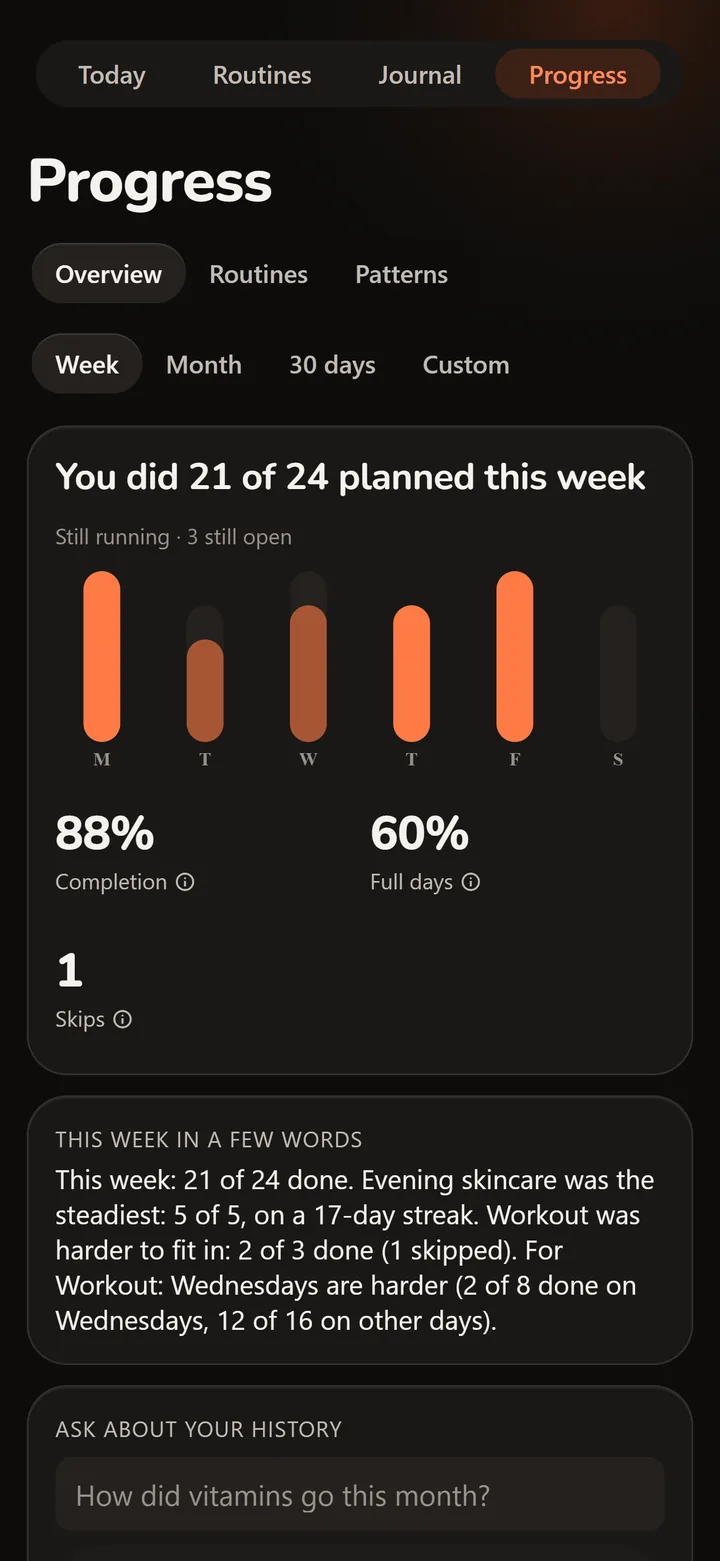 Today Routines Journal Progress
Progress
Overview Routines Patterns
Week Month 30 days Custom
You did 21 of 24 planned this week
Still running · 3 still open
M T W T F S
88% 60%
Completion Full days
1
Skips
THIS WEEK IN A FEW WORDS
This week: 21 of 24 done. Evening skincare was the
steadiest: 5 of 5, on a 17-day streak. Workout was
harder to fit in: 2 of 3 done (1 skipped). For
Workout: Wednesdays are harder (2 of 8 done on
Wednesdays, 12 of 16 on other days).
ASK ABOUT YOUR HISTORY
How did vitamins go this month?